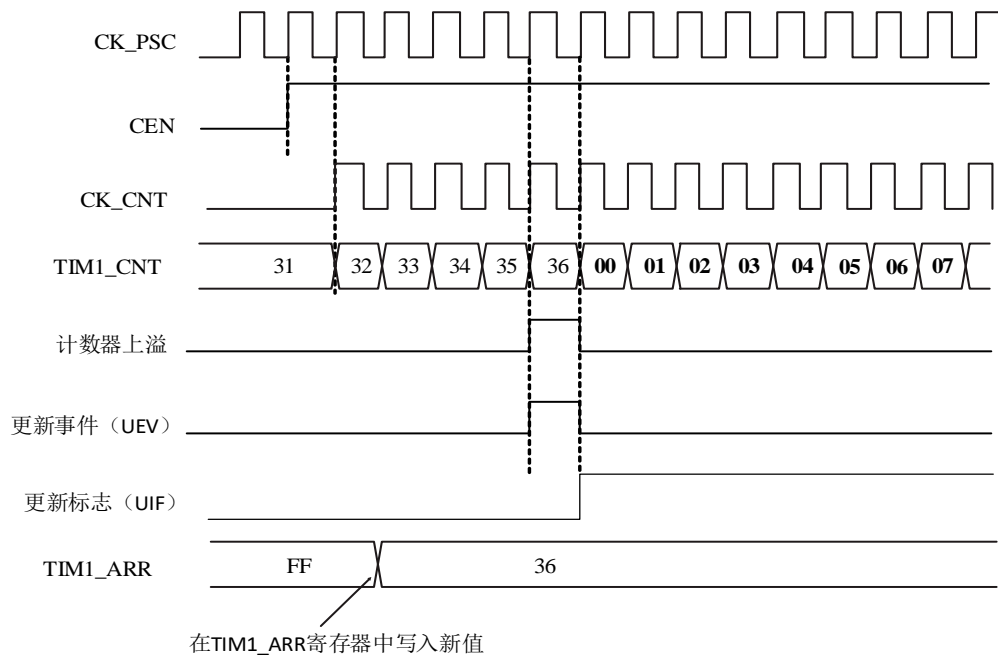 CK_PSC
CEN
CK_CNT
TIM1_CNT 31 32 33 34 35 36 00 01 02 03 04 05 06 07
计数器上溢
更新事件（UEV）
更新标志（UIF）
TIM1_ARR FF 36
在TIM1_ARR寄存器中写入新值